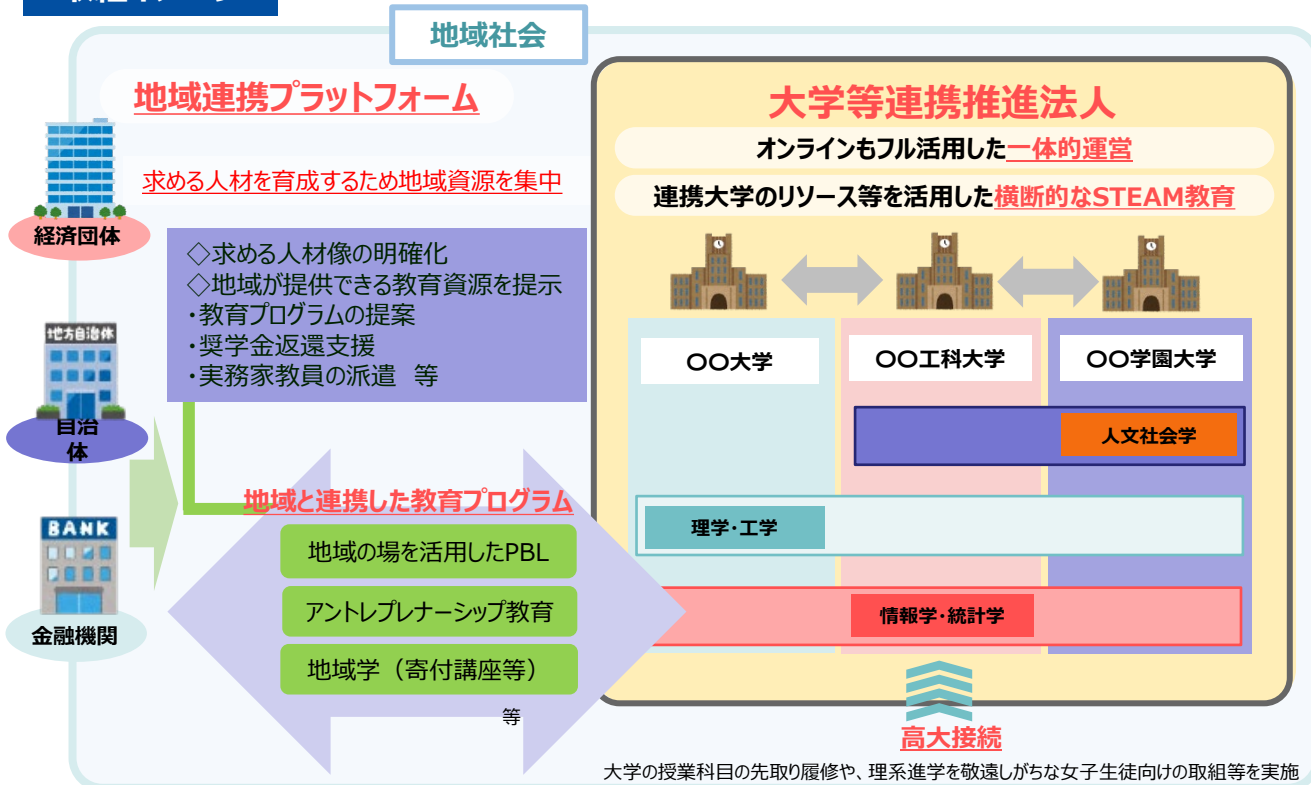 地域社会
地域連携プラットフォーム
求める人材を育成するため地域資源を集中
経済団体
◇求める人材像の明確化
◇地域が提供できる教育資源を提示
・教育プログラムの提案
・奨学金返還支援
・実務家教員の派遣 等
地方自治体
自治
体
BANK
金融機関
地域と連携した教育プログラム
地域の場を活用したPBL
アントレプレナーシップ教育
地域学（寄付講座等）
等
大学等連携推進法人
オンラインもフル活用した一体的運営
連携大学のリソース等を活用した横断的なSTEAM教育
〇〇大学
〇〇工科大学
〇〇学園大学
人文社会学
理学・工学
情報学・統計学
高大接続
大学の授業科目の先取り履修や、理系進学を敬遠しがちな女子生徒向けの取組等を実施